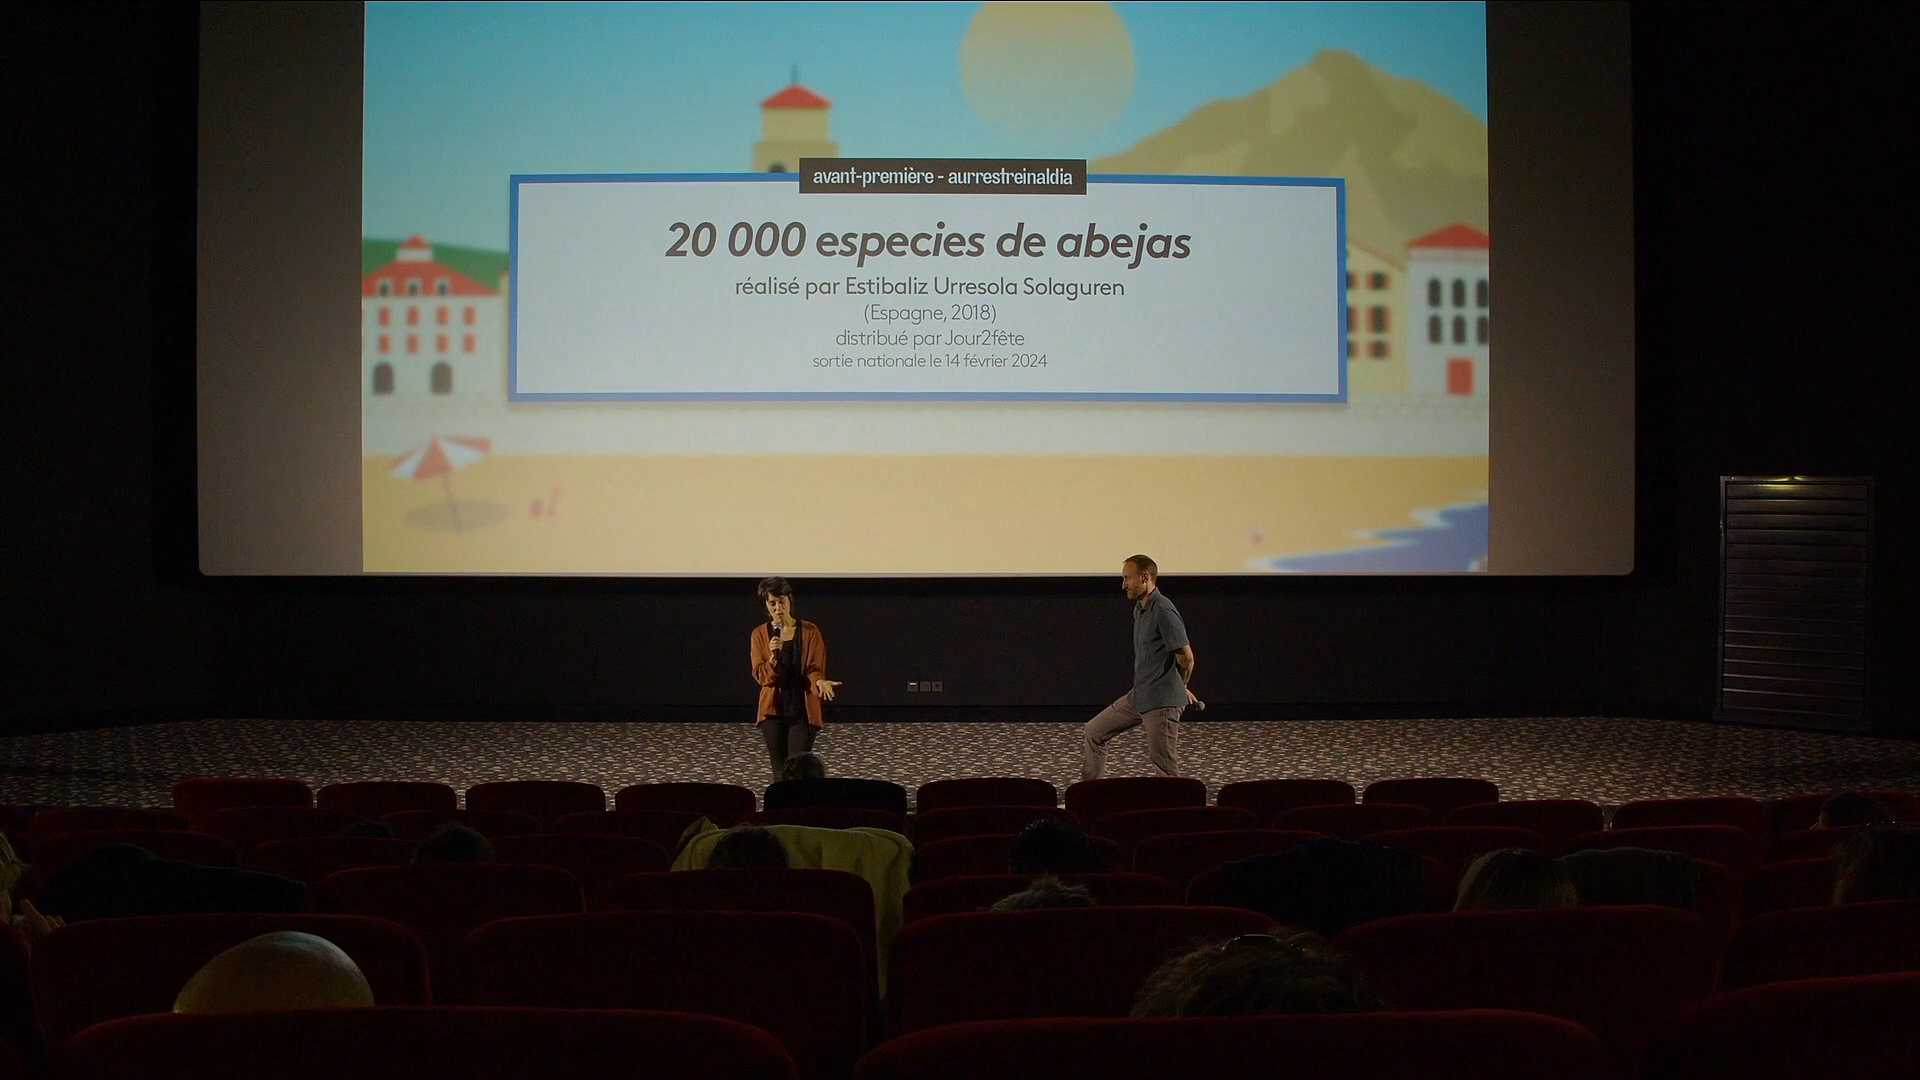 avant-première - aurrestreinaldia
20 000 especies de abejas
réalisé par Estibaliz Urresola Solaguren
(Espagne, 2018)
distribué par Jour2fête
sortie nationale le 14 février 2024